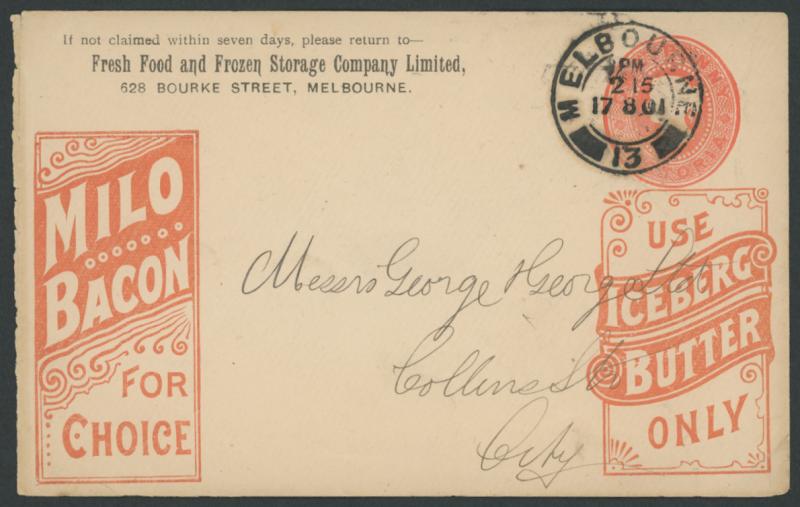 If not claimed within seven days, please return to—
Fresh Food and Frozen Storage Company Limited,
628 BOURKE STREET, MELBOURNE.
MELBOURN
PM
2 15
17 8 01
13
MILO
BACON
FOR
CHOICE
Messrs George & George Ltd
Collins St
City
USE
ICEBERG
BUTTER
ONLY